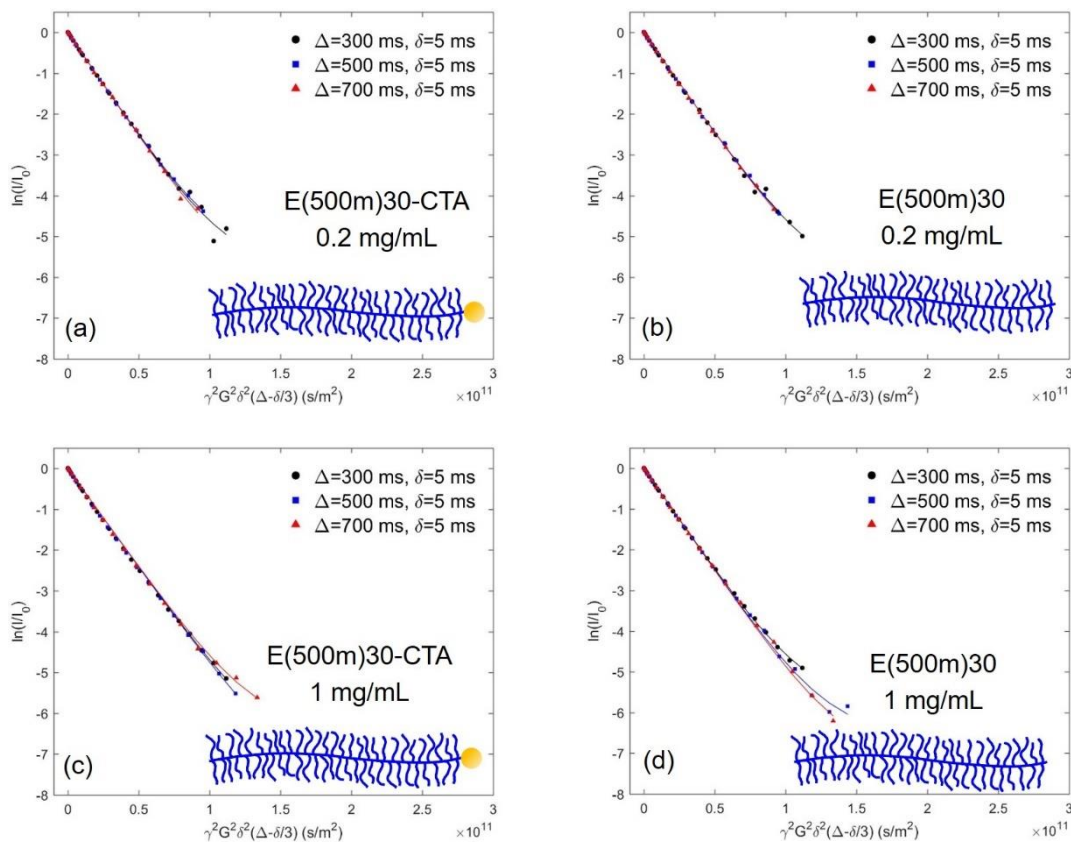 0
-1
-2
-3
-4
-5
-6
-7
-8
ln(I/I₀)
Δ=300 ms, δ=5 ms
Δ=500 ms, δ=5 ms
Δ=700 ms, δ=5 ms
E(500m)30-CTA
0.2 mg/mL
(a)
0 0.5 1 1.5 2 2.5 3
γ²G²δ²(Δ-δ/3) (s/m²)
×10¹¹
0
-1
-2
-3
-4
-5
-6
-7
-8
ln(I/I₀)
Δ=300 ms, δ=5 ms
Δ=500 ms, δ=5 ms
Δ=700 ms, δ=5 ms
E(500m)30
0.2 mg/mL
(b)
0 0.5 1 1.5 2 2.5 3
γ²G²δ²(Δ-δ/3) (s/m²)
×10¹¹
0
-1
-2
-3
-4
-5
-6
-7
-8
ln(I/I₀)
Δ=300 ms, δ=5 ms
Δ=500 ms, δ=5 ms
Δ=700 ms, δ=5 ms
E(500m)30-CTA
1 mg/mL
(c)
0 0.5 1 1.5 2 2.5 3
γ²G²δ²(Δ-δ/3) (s/m²)
×10¹¹
0
-1
-2
-3
-4
-5
-6
-7
-8
ln(I/I₀)
Δ=300 ms, δ=5 ms
Δ=500 ms, δ=5 ms
Δ=700 ms, δ=5 ms
E(500m)30
1 mg/mL
(d)
0 0.5 1 1.5 2 2.5 3
γ²G²δ²(Δ-δ/3) (s/m²)
×10¹¹